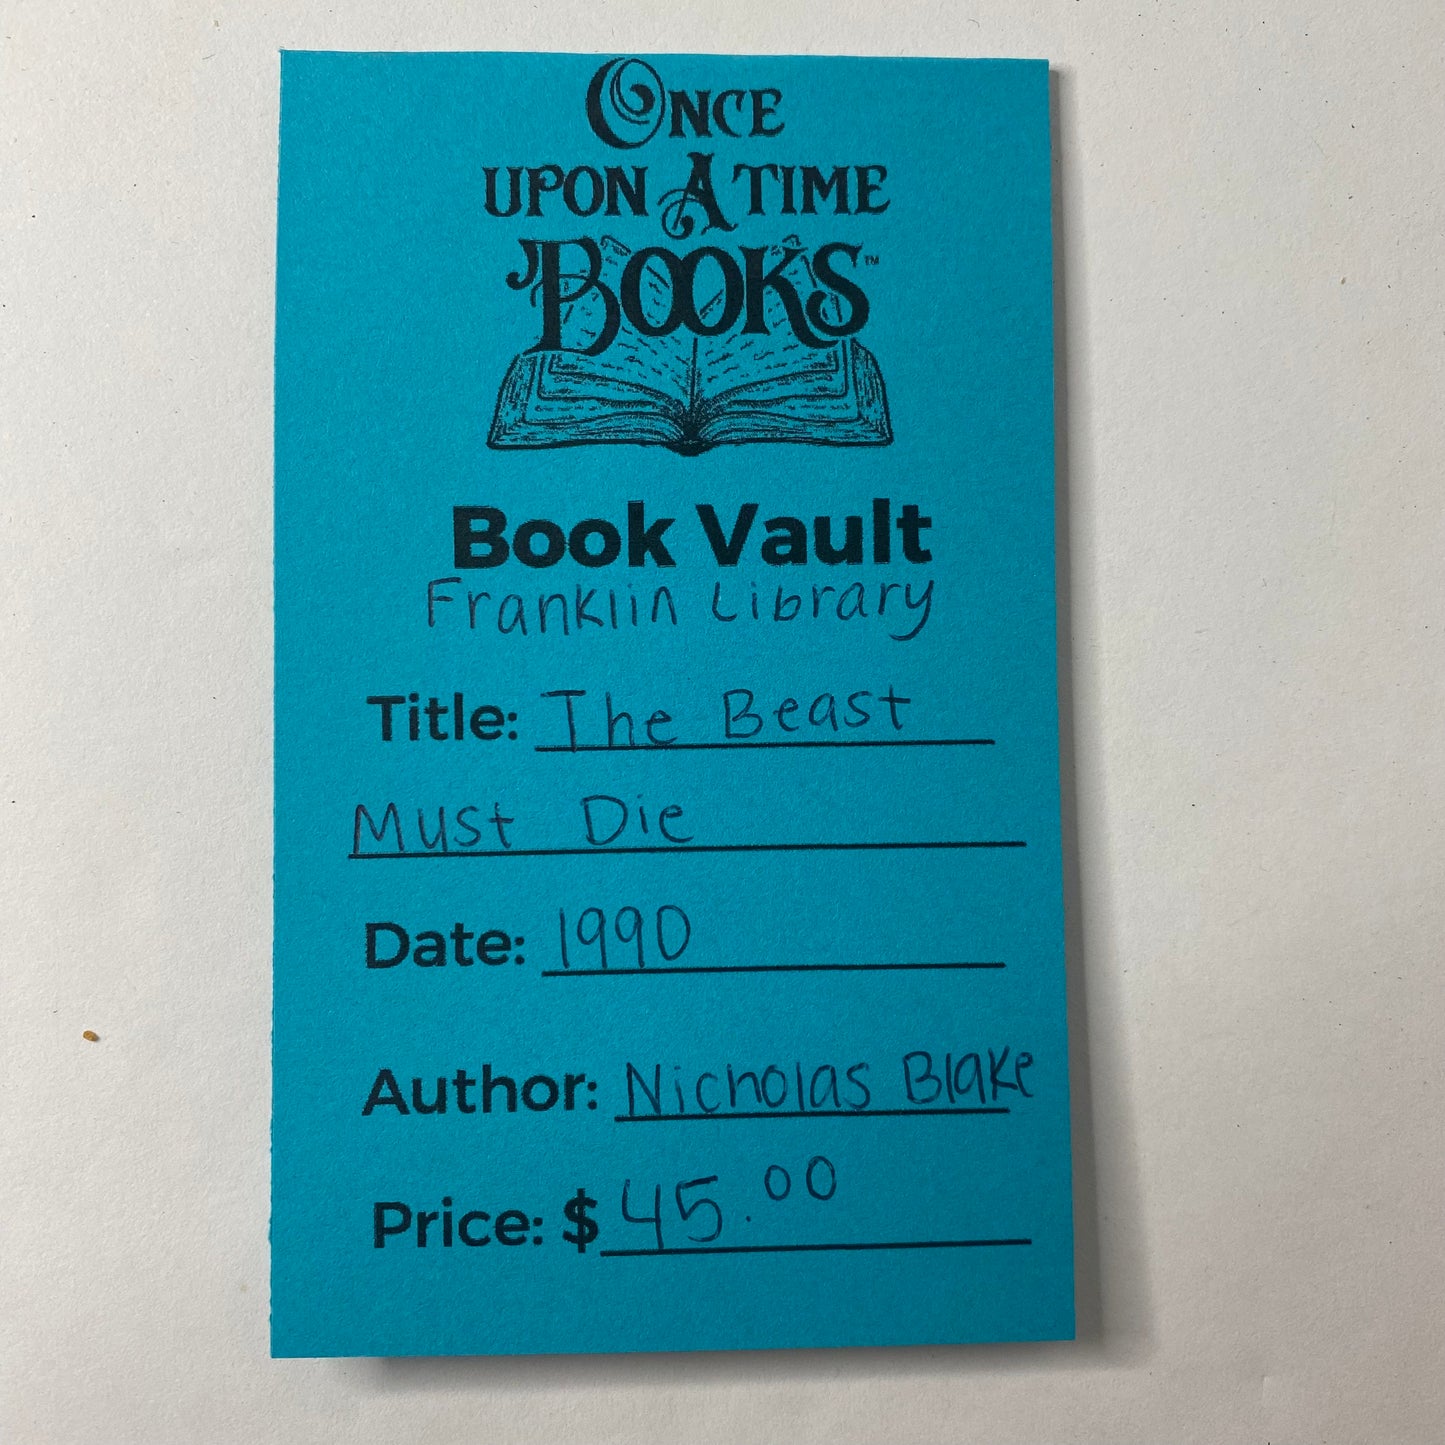 ONCE
UPON A TIME
BOOKS™
Book Vault
Franklin Library
Title: The Beast
Must Die
Date: 1990
Author: Nicholas Blake
Price: $ 45.00